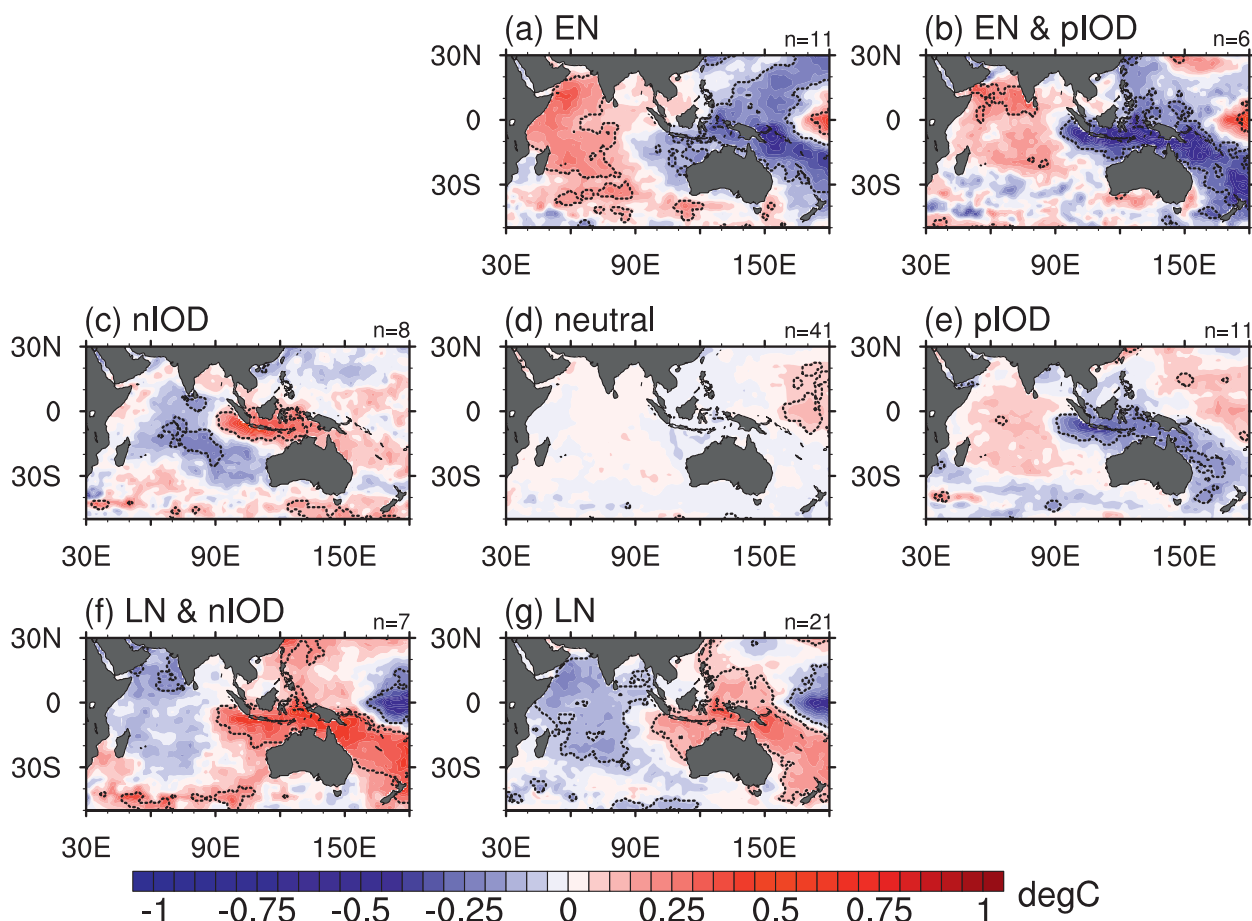 (a) EN n=11
(b) EN & pIOD n=6
30N
0
30S
30E 90E 150E
30E 90E 150E
(c) nIOD n=8
(d) neutral n=41
(e) pIOD n=11
30N 30N 30N
0 0 0
30S 30S 30S
30E 90E 150E
30E 90E 150E
30E 90E 150E
(f) LN & nIOD n=7
(g) LN n=21
30N 30N
0 0
30S 30S
30E 90E 150E
30E 90E 150E
-1 -0.75 -0.5 -0.25 0 0.25 0.5 0.75 1 degC